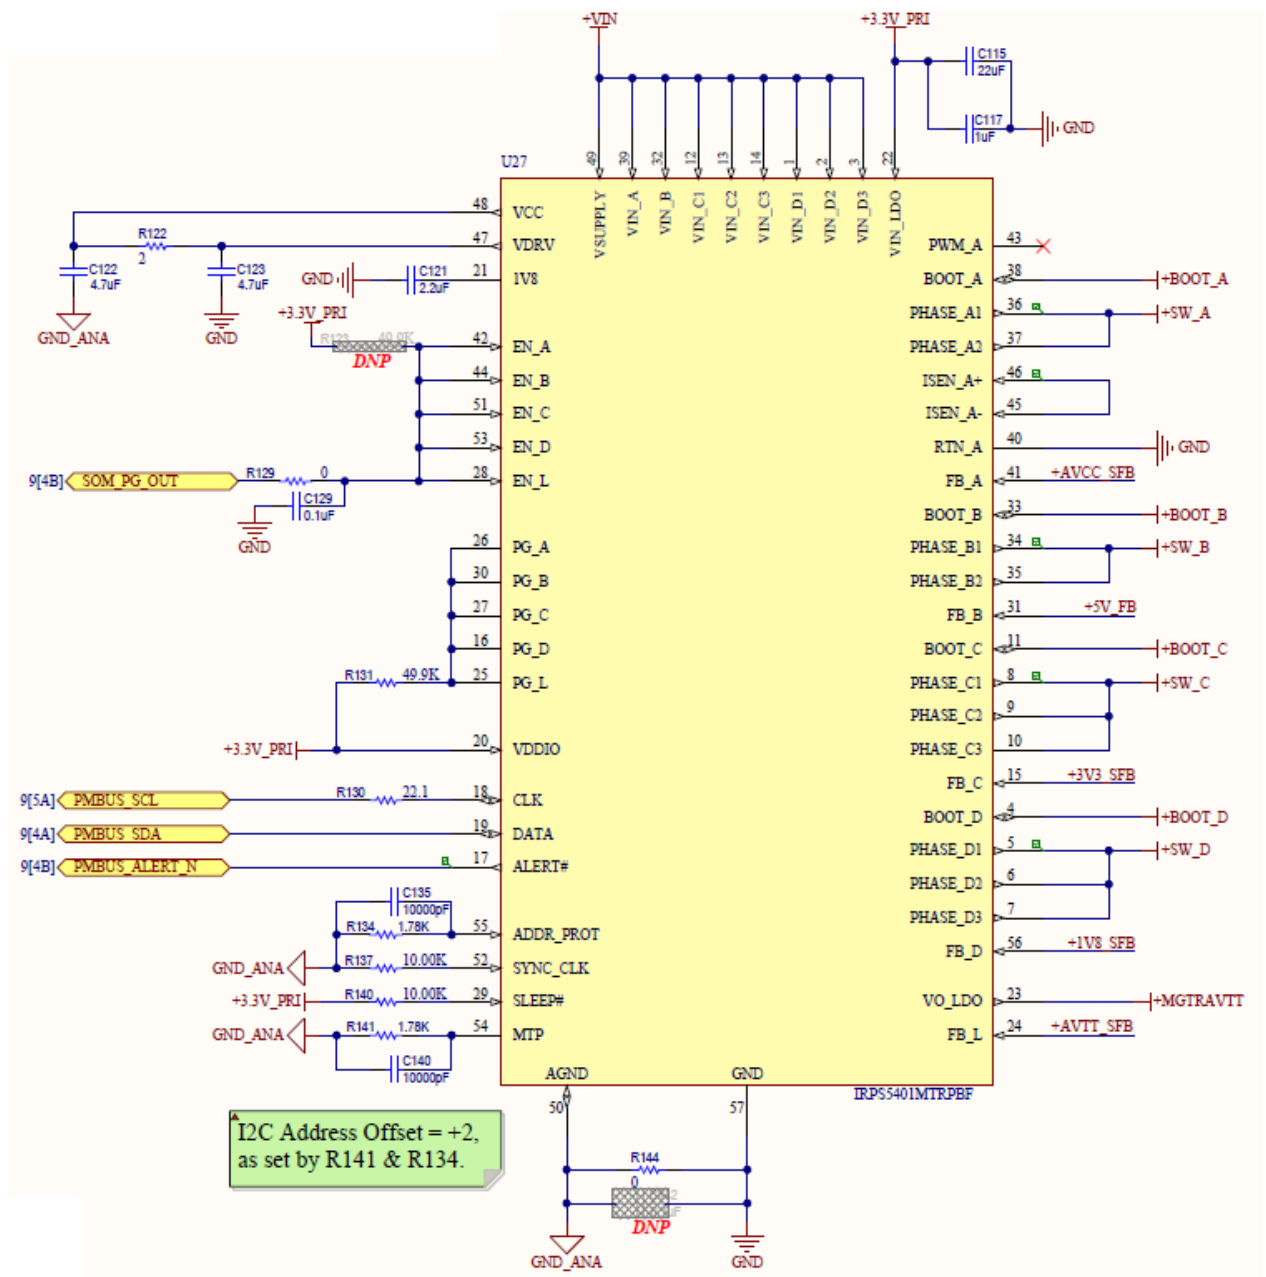 +VIN
+3.3V_PRI
C115
22uF
C117
1uF
GND
U27
49
39
32
12
13
14
1
2
3
22
VSUPPLY
VIN_A
VIN_B
VIN_C1
VIN_C2
VIN_C3
VIN_D1
VIN_D2
VIN_D3
VIN_LDO
48 VCC
R122
2
47 VDRV
C122
4.7uF
C123
4.7uF
GND_ANA
GND
GND
C121
2.2uF
21 1V8
+3.3V_PRI
DNP
42 EN_A
44 EN_B
51 EN_C
53 EN_D
9[4B] SOM_PG_OUT R129 0 28 EN_L
C129
0.1uF
GND
26 PG_A
30 PG_B
27 PG_C
16 PG_D
R131 49.9K 25 PG_L
+3.3V_PRI 20 VDDIO
9[5A] PMBUS_SCL R130 22.1 18 CLK
9[4A] PMBUS_SDA 19 DATA
9[4B] PMBUS_ALERT_N 17 ALERT#
C135
10000pF
R134 1.78K 55 ADDR_PROT
GND_ANA R137 10.00K 52 SYNC_CLK
+3.3V_PRI R140 10.00K 29 SLEEP#
GND_ANA R141 1.78K 54 MTP
C140
10000pF
PWM_A 43
BOOT_A 38 +BOOT_A
PHASE_A1 36 +SW_A
PHASE_A2 37
ISEN_A+ 46
ISEN_A- 45
RTN_A 40 GND
FB_A 41 +AVCC_SFB
BOOT_B 33 +BOOT_B
PHASE_B1 34 +SW_B
PHASE_B2 35
FB_B 31 +5V_FB
BOOT_C 11 +BOOT_C
PHASE_C1 8 +SW_C
PHASE_C2 9
PHASE_C3 10
FB_C 15 +3V3_SFB
BOOT_D 4 +BOOT_D
PHASE_D1 5 +SW_D
PHASE_D2 6
PHASE_D3 7
FB_D 56 +1V8_SFB
VO_LDO 23 +MGTRAVTT
FB_L 24 +AVTT_SFB
AGND GND
IRPS5401MTRPBF
50 57
I2C Address Offset = +2,
as set by R141 & R134.
R144
0
DNP
GND_ANA GND